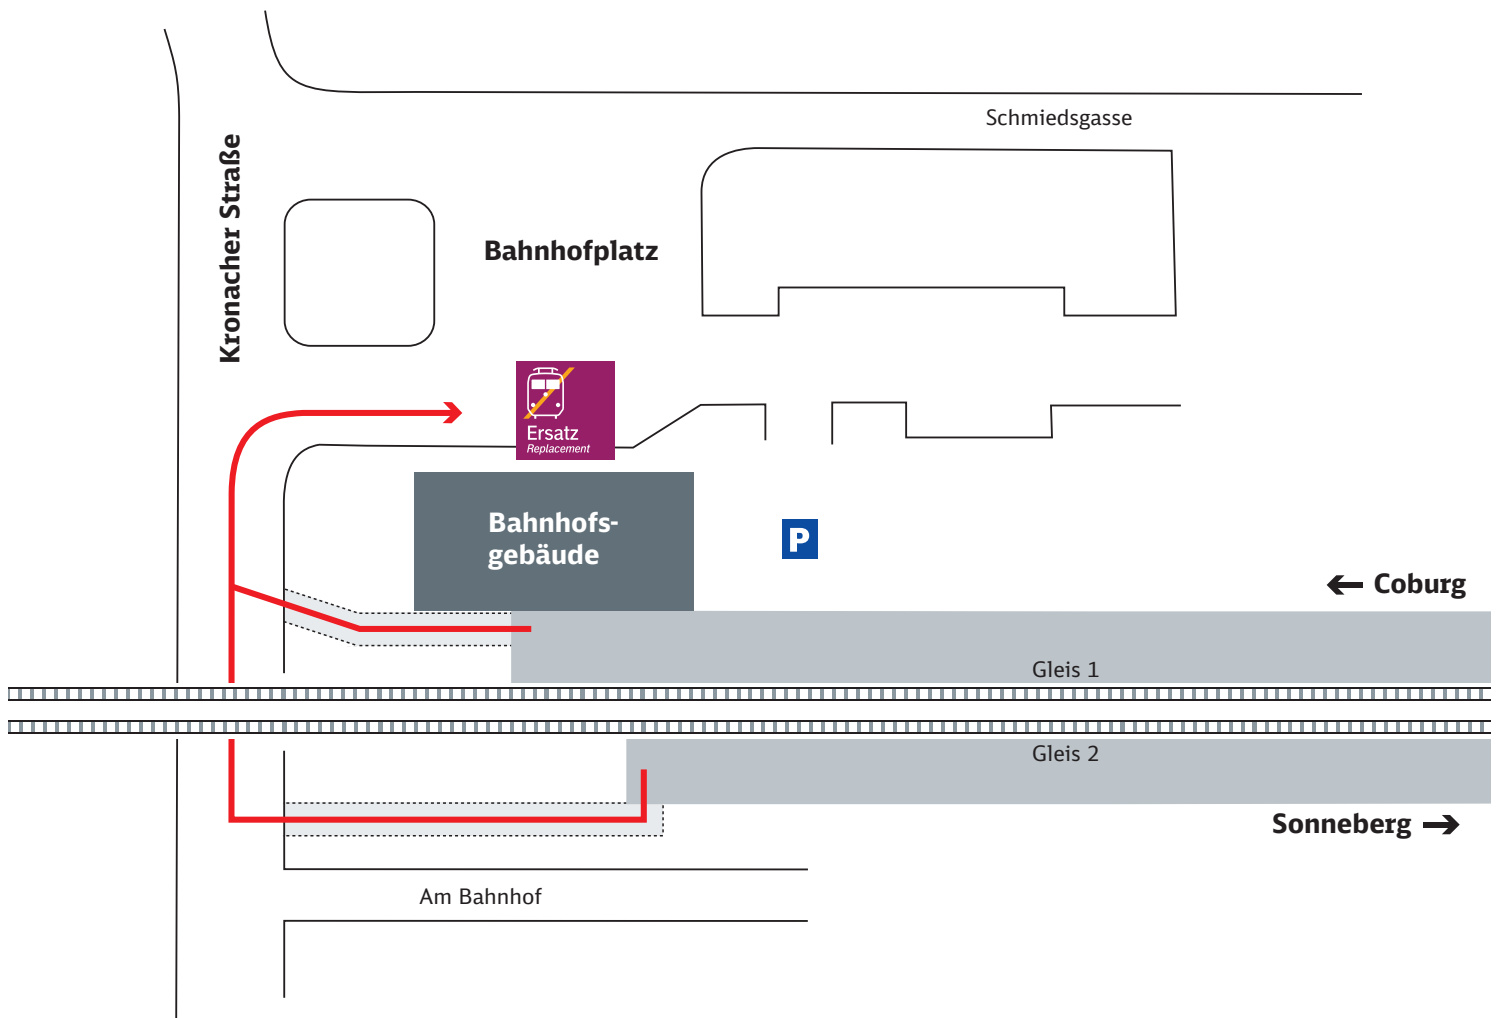 Schmiedsgasse
Kronacher Straße
Bahnhofplatz
Ersatz
Replacement
Bahnhofs-
gebäude
P
Coburg
Gleis 1
Gleis 2
Sonneberg
Am Bahnhof